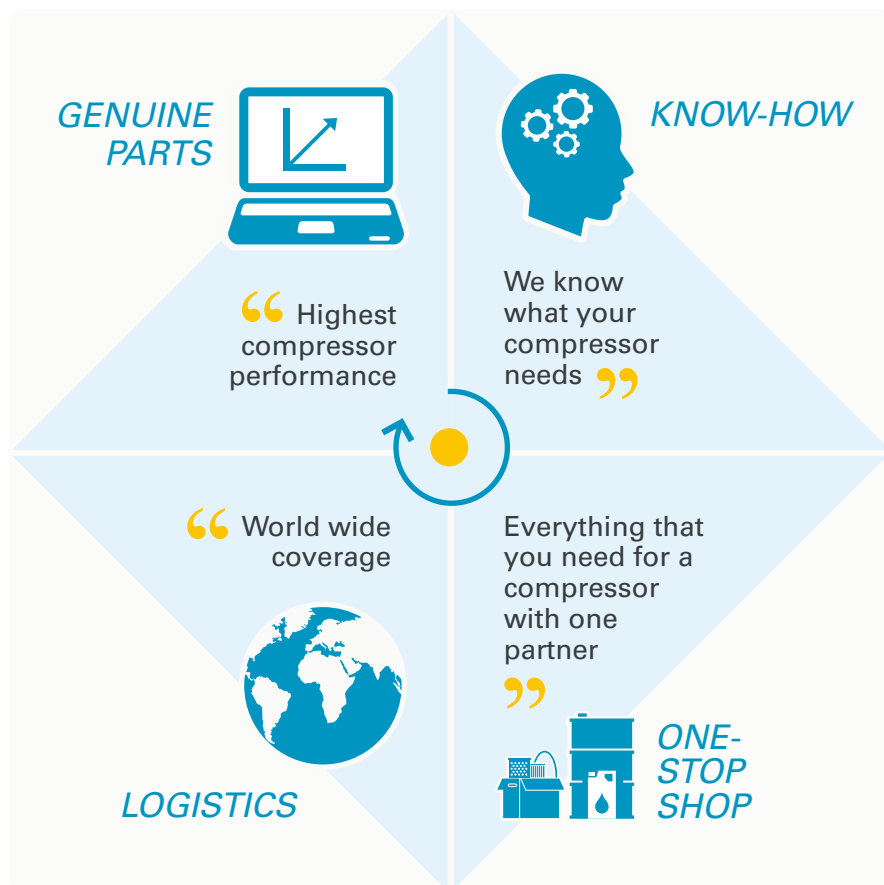 GENUINE
PARTS
“ Highest
compressor
performance
KNOW-HOW
We know
what your
compressor
needs ”
“ World wide
coverage
LOGISTICS
Everything that
you need for a
compressor
with one
partner
”
ONE-
STOP
SHOP